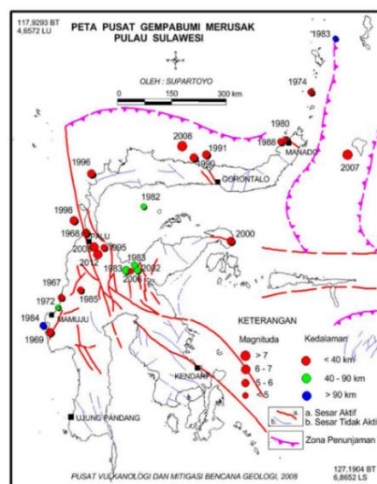 117,9293 BT
4,6572 LU
PETA PUSAT GEMPABUMI MERUSAK
PULAU SULAWESI
OLEH : SUPARTOYO
0 150 300 km
1983
1974
1980
1988
MANADO
2008
1991
1990
2007
GORONTALO
1996
1982
1998
1968
PALU
2005
1995
2012
2000
1983
1983
2002
2006
1967
1985
1972
1984
MAMUJU
1969
KENDARI
UJUNG PANDANG
KETERANGAN
Magnituda
> 7
6 - 7
5 - 6
< 5
Kedalaman
< 40 km
40 - 90 km
> 90 km
a. Sesar Aktif
b. Sesar Tidak Aktif
Zona Penunjaman
PUSAT VULKANOLOGI DAN MITIGASI BENCANA GEOLOGI, 2008
127,1904 BT
6,8652 LS